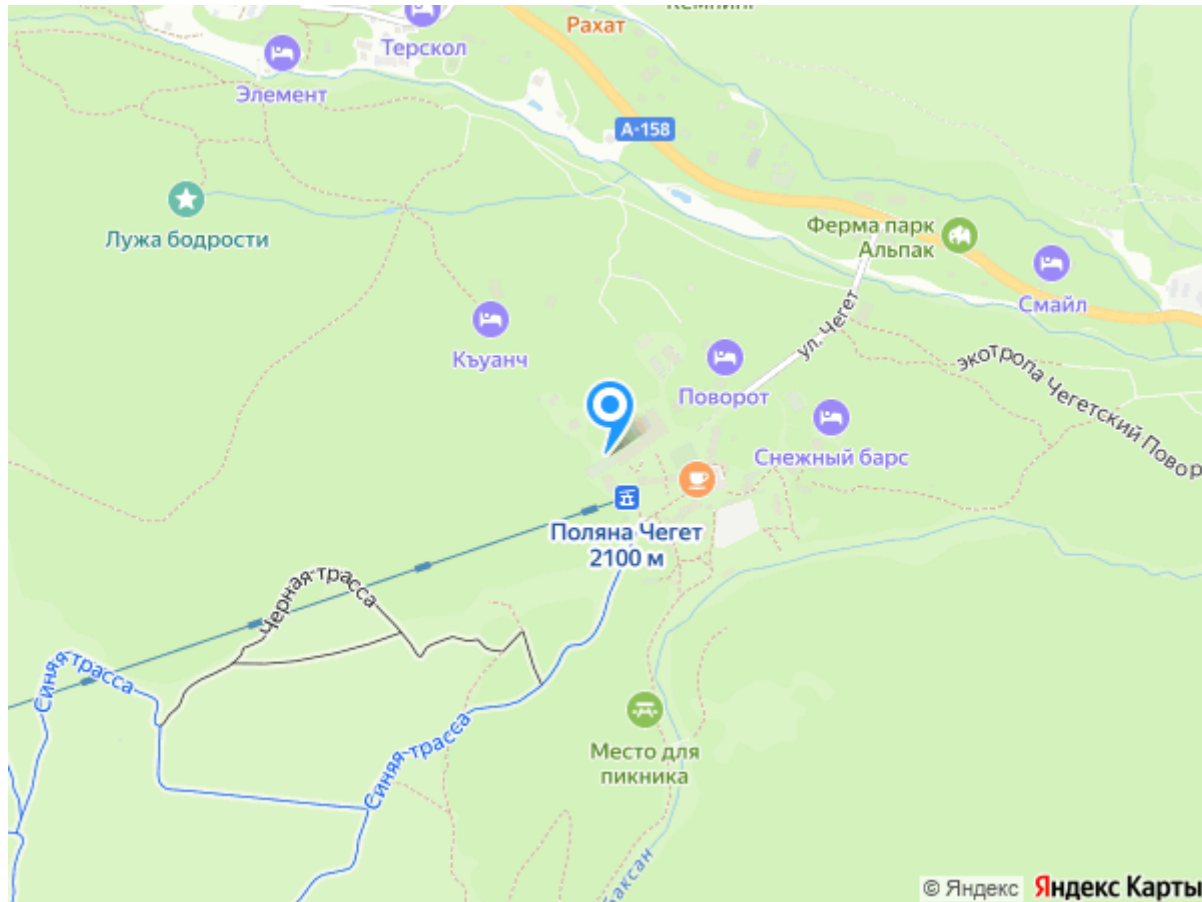 Кемпинг
Рахат
Терскол
Элемент
А-158
Лужа бодрости
Ферма парк
Альпак
Смайл
ул. Чегет
Къуанч
экотропа Чегетский Повор
Поворот
Снежный барс
Поляна Чегет
2100 м
Черная трасса
Синяя трасса
Синяя трасса
Место для
пикника
Баксан
© Яндекс
Яндекс Карты